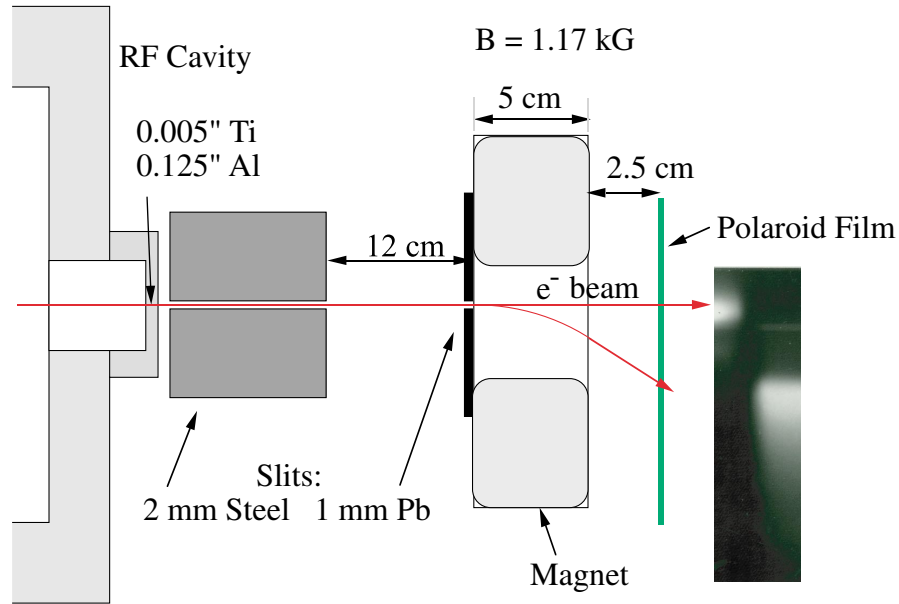 B = 1.17 kG
RF Cavity
5 cm
0.005" Ti
0.125" Al
2.5 cm
Polaroid Film
12 cm
e⁻ beam
Slits:
2 mm Steel 1 mm Pb
Magnet